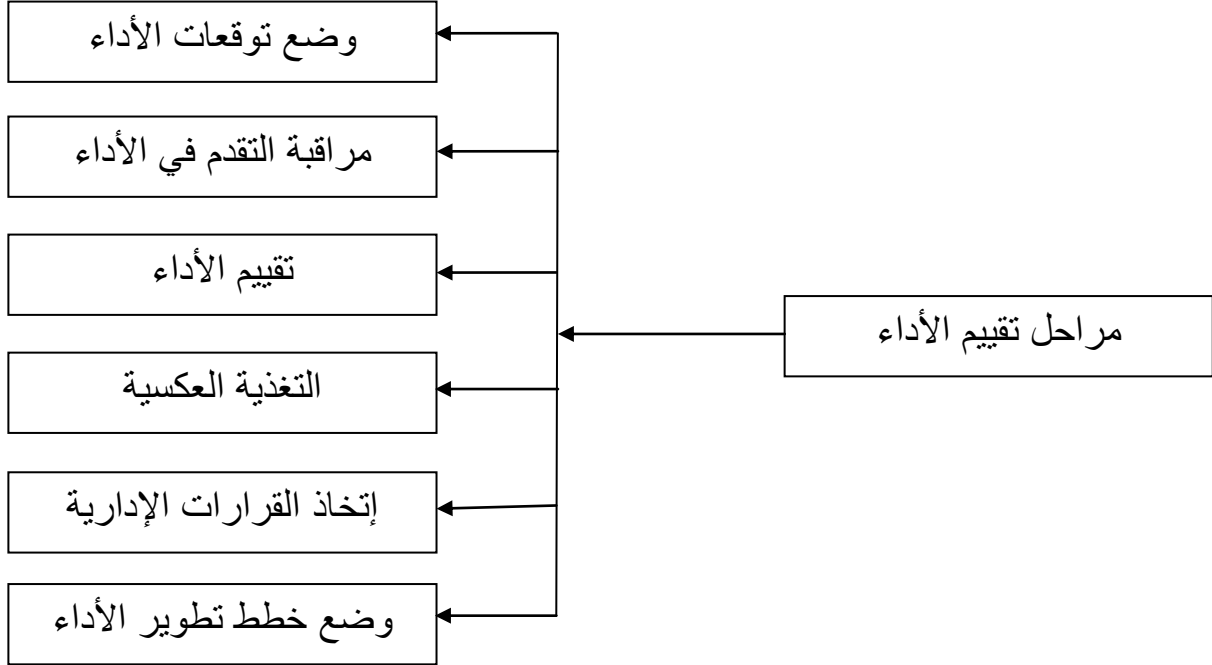 مراحل تقييم الأداء
وضع توقعات الأداء
مراقبة التقدم في الأداء
تقييم الأداء
التغذية العكسية
إتخاذ القرارات الإدارية
وضع خطط تطوير الأداء